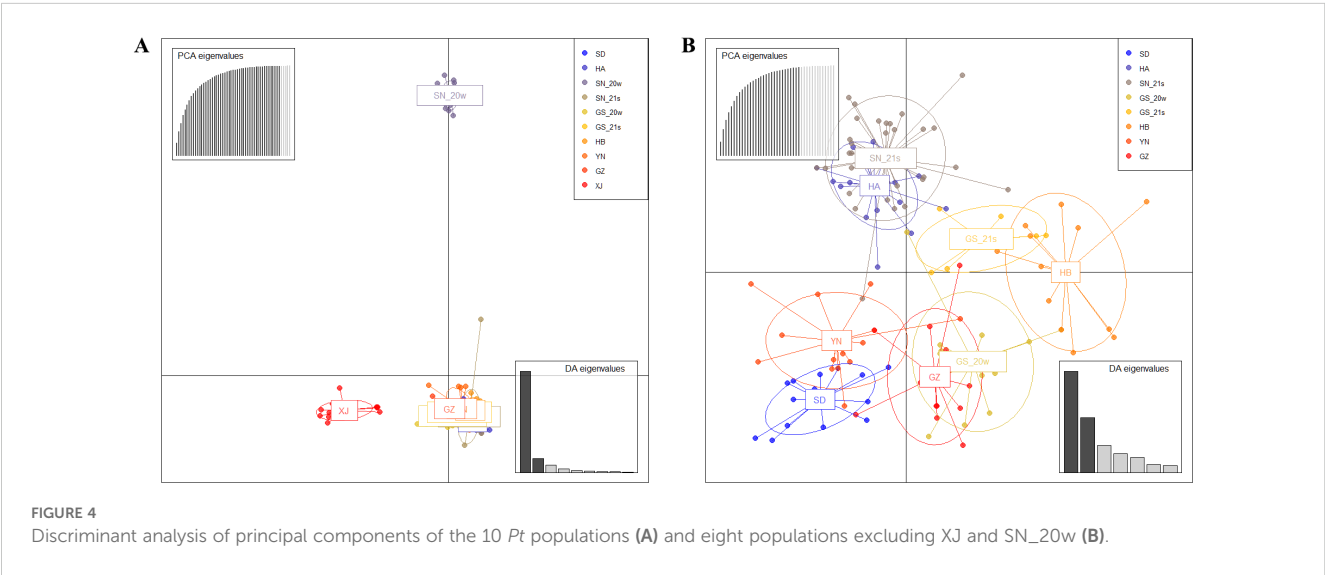 A
PCA eigenvalues
SD
HA
SN_20w
SN_21s
GS_20w
GS_21s
HB
YN
GZ
XJ
SN_20w
XJ
GZ
DA eigenvalues
B
PCA eigenvalues
SD
HA
SN_21s
GS_20w
GS_21s
HB
YN
GZ
SN_21s
HA
GS_21s
HB
YN
GS_20w
GZ
SD
DA eigenvalues
FIGURE 4
Discriminant analysis of principal components of the 10 Pt populations (A) and eight populations excluding XJ and SN_20w (B).